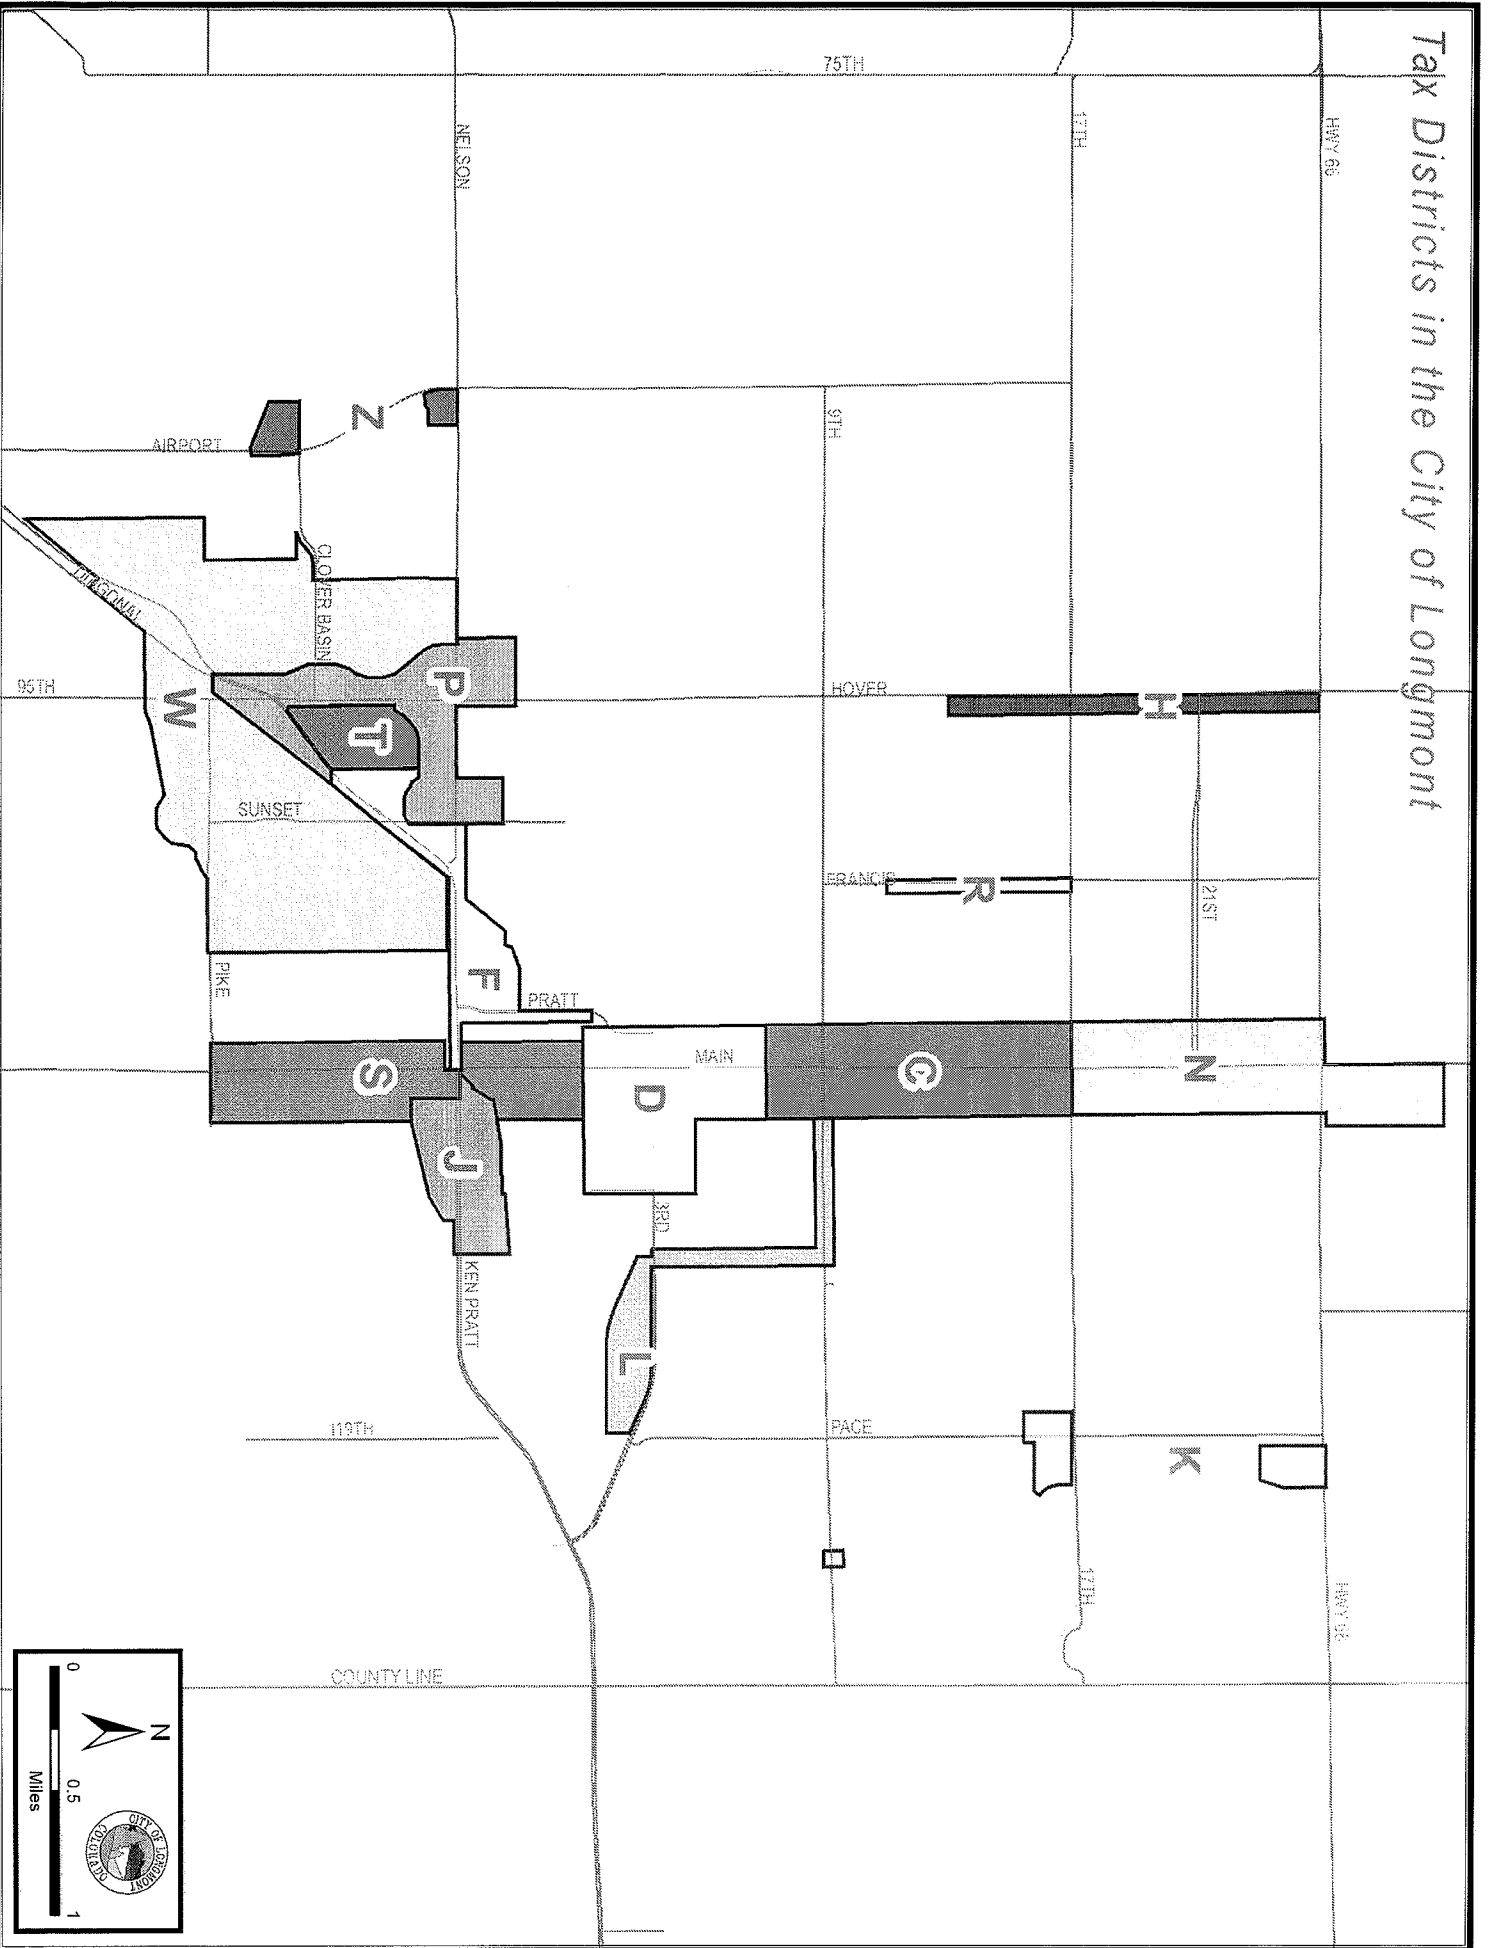 Tax Districts in the City of Longmont
HWY 66
HWY 66
17TH
17TH
75TH
NELSON
9TH
AIRPORT
Z
CLOVER BASIN
DIAGONAL
95TH
HOVER
H
P
T
W
SUNSET
FRANCIS
R
21ST
PIKE
F
PRATT
MAIN
S
D
C
N
J
3RD
KEN PRATT
L
119TH
PACE
K
COUNTY LINE
N
0 0.5 1
Miles
CITY OF LONGMONT
COLORADO